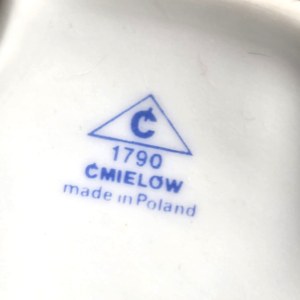 Ć
1790
ĆMIELÓW
made in Poland